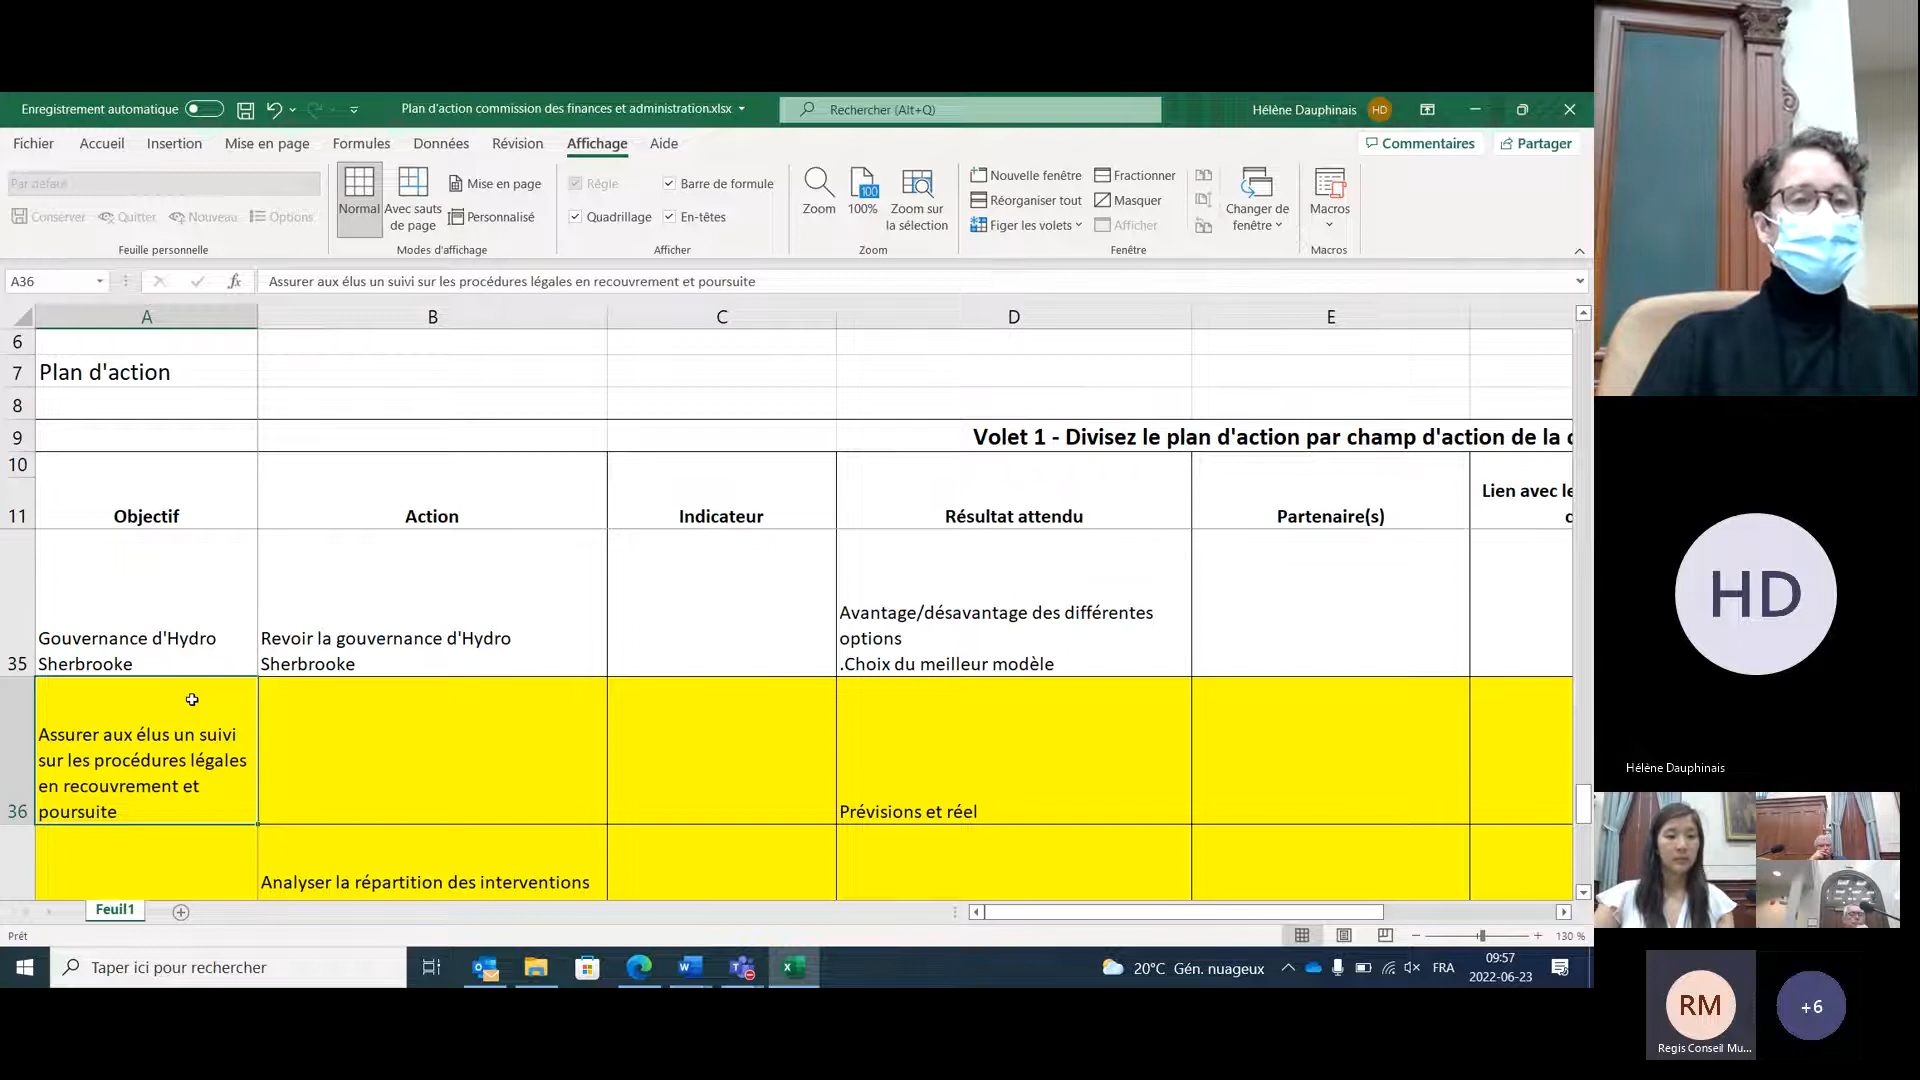 Enregistrement automatique
Plan d'action commission des finances et administration.xlsx
Rechercher (Alt+Q)
Hélène Dauphinais
HD
Fichier
Accueil
Insertion
Mise en page
Formules
Données
Révision
Affichage
Aide
Commentaires
Partager
Par défaut
Conserver
Quitter
Nouveau
Options
Feuille personnelle
Normal
Avec sauts
de page
Mise en page
Personnalisé
Modes d'affichage
Règle
Barre de formule
Quadrillage
En-têtes
Afficher
Zoom
100
100%
Zoom sur
la sélection
Zoom
Nouvelle fenêtre
Réorganiser tout
Figer les volets
Fractionner
Masquer
Afficher
Changer de
fenêtre
Fenêtre
Macros
Macros
A36
fx
Assurer aux élus un suivi sur les procédures légales en recouvrement et poursuite
A B C D E
6
7 Plan d'action
8
9 Volet 1 - Divisez le plan d'action par champ d'action de la
10
Lien avec le
11 Objectif Action Indicateur Résultat attendu Partenaire(s)
Gouvernance d'Hydro
Sherbrooke
Revoir la gouvernance d'Hydro
Sherbrooke
Avantage/désavantage des différentes
options
.Choix du meilleur modèle
35
Assurer aux élus un suivi
sur les procédures légales
en recouvrement et
poursuite
36
Prévisions et réel
Analyser la répartition des interventions
Feuil1
Prêt
130 %
Taper ici pour rechercher
20°C Gén. nuageux
FRA
09:57
2022-06-23
HD
Hélène Dauphinais
RM
Regis Conseil Mu...
+6